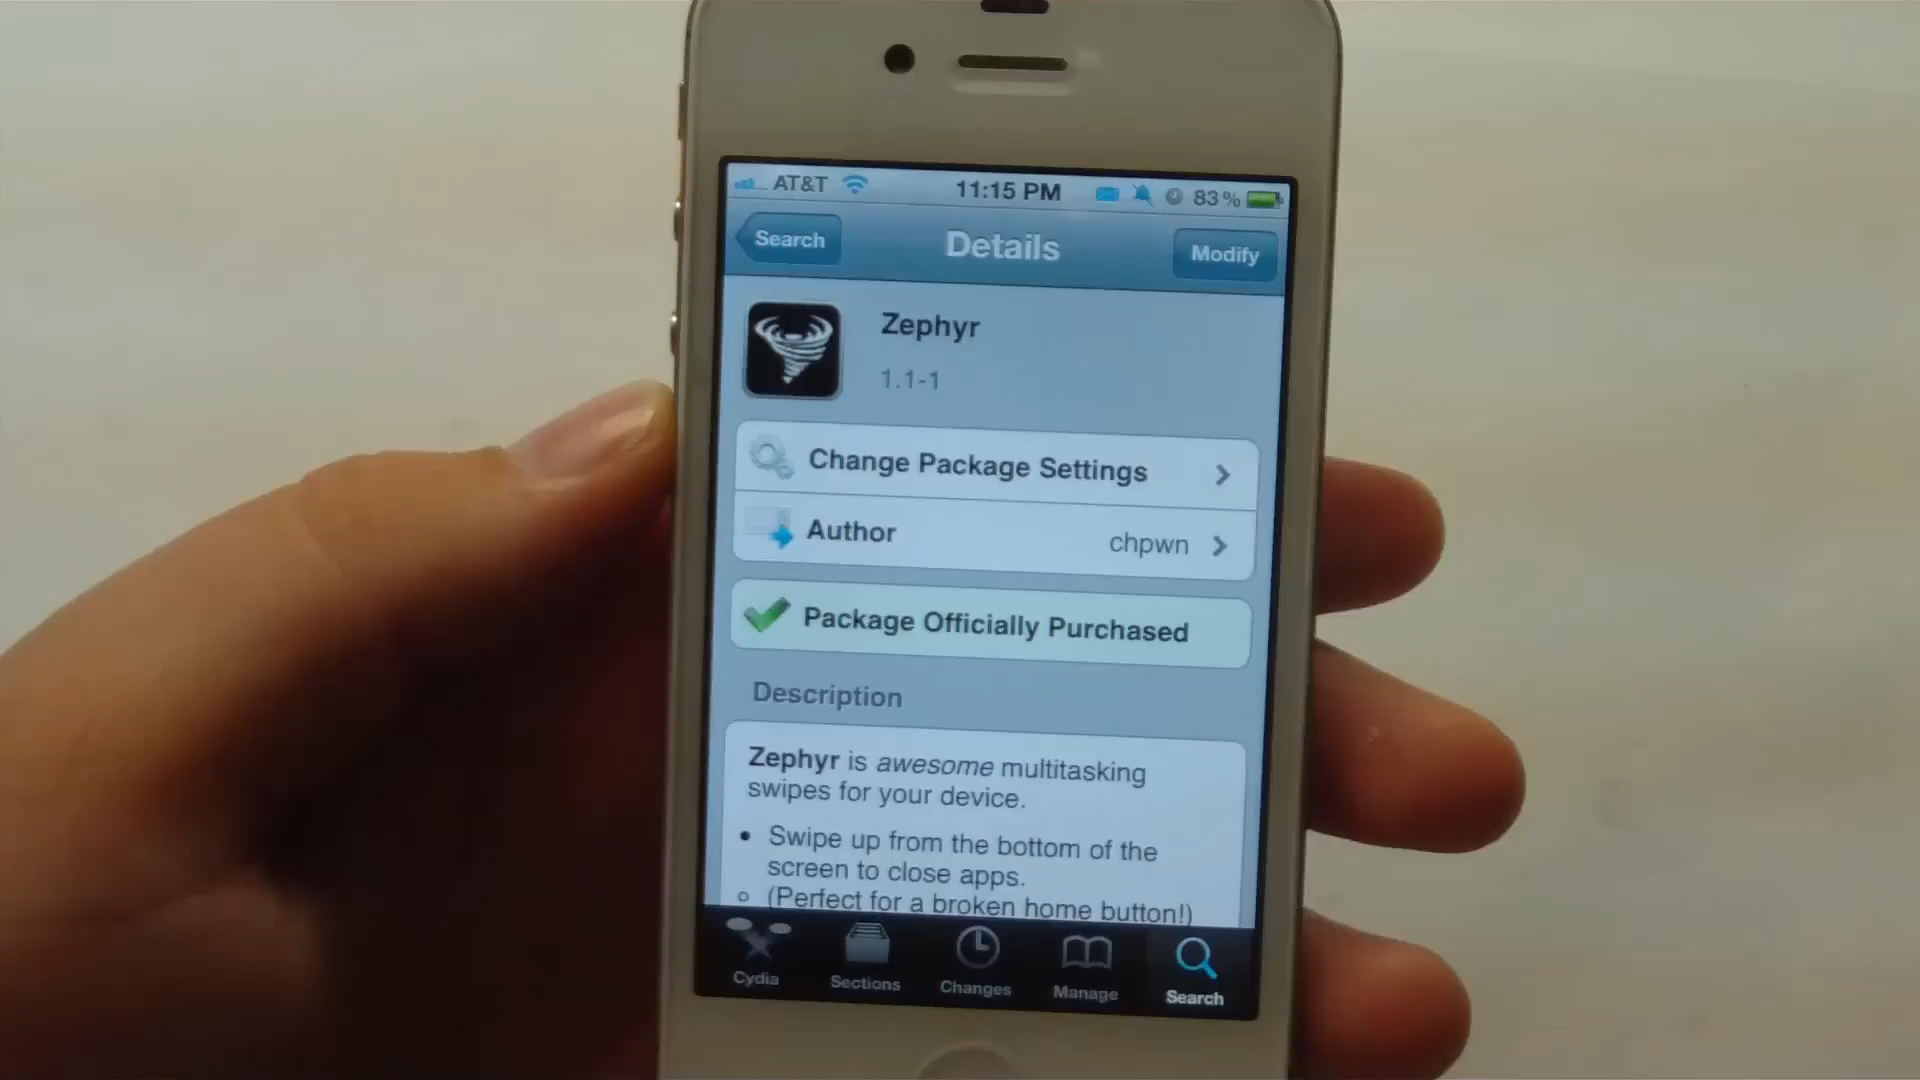 AT&T 11:15 PM 83%
Search Details Modify
Zephyr
1.1-1
Change Package Settings
Author chpwn
Package Officially Purchased
Description
Zephyr is awesome multitasking
swipes for your device.
• Swipe up from the bottom of the
screen to close apps.
○ (Perfect for a broken home button!)
Cydia Sections Changes Manage Search